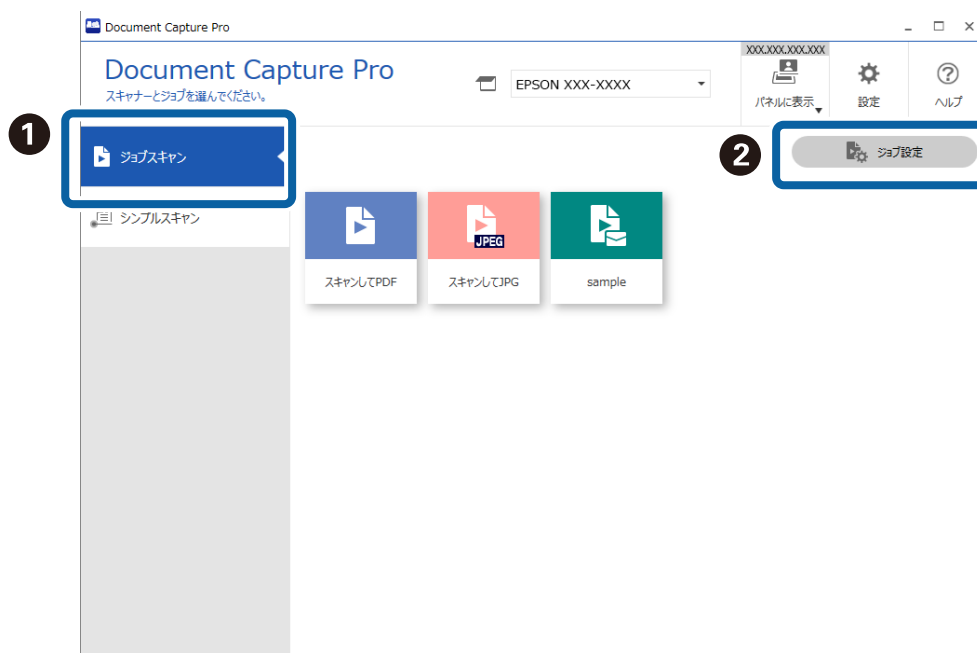 Document Capture Pro
Document Capture Pro
スキャナーとジョブを選んでください。
EPSON XXX-XXXX
XXX.XXX.XXX.XXX
パネルに表示
設定
ヘルプ
1
ジョブスキャン
2
ジョブ設定
シンプルスキャン
JPEG
スキャンしてPDF
スキャンしてJPG
sample